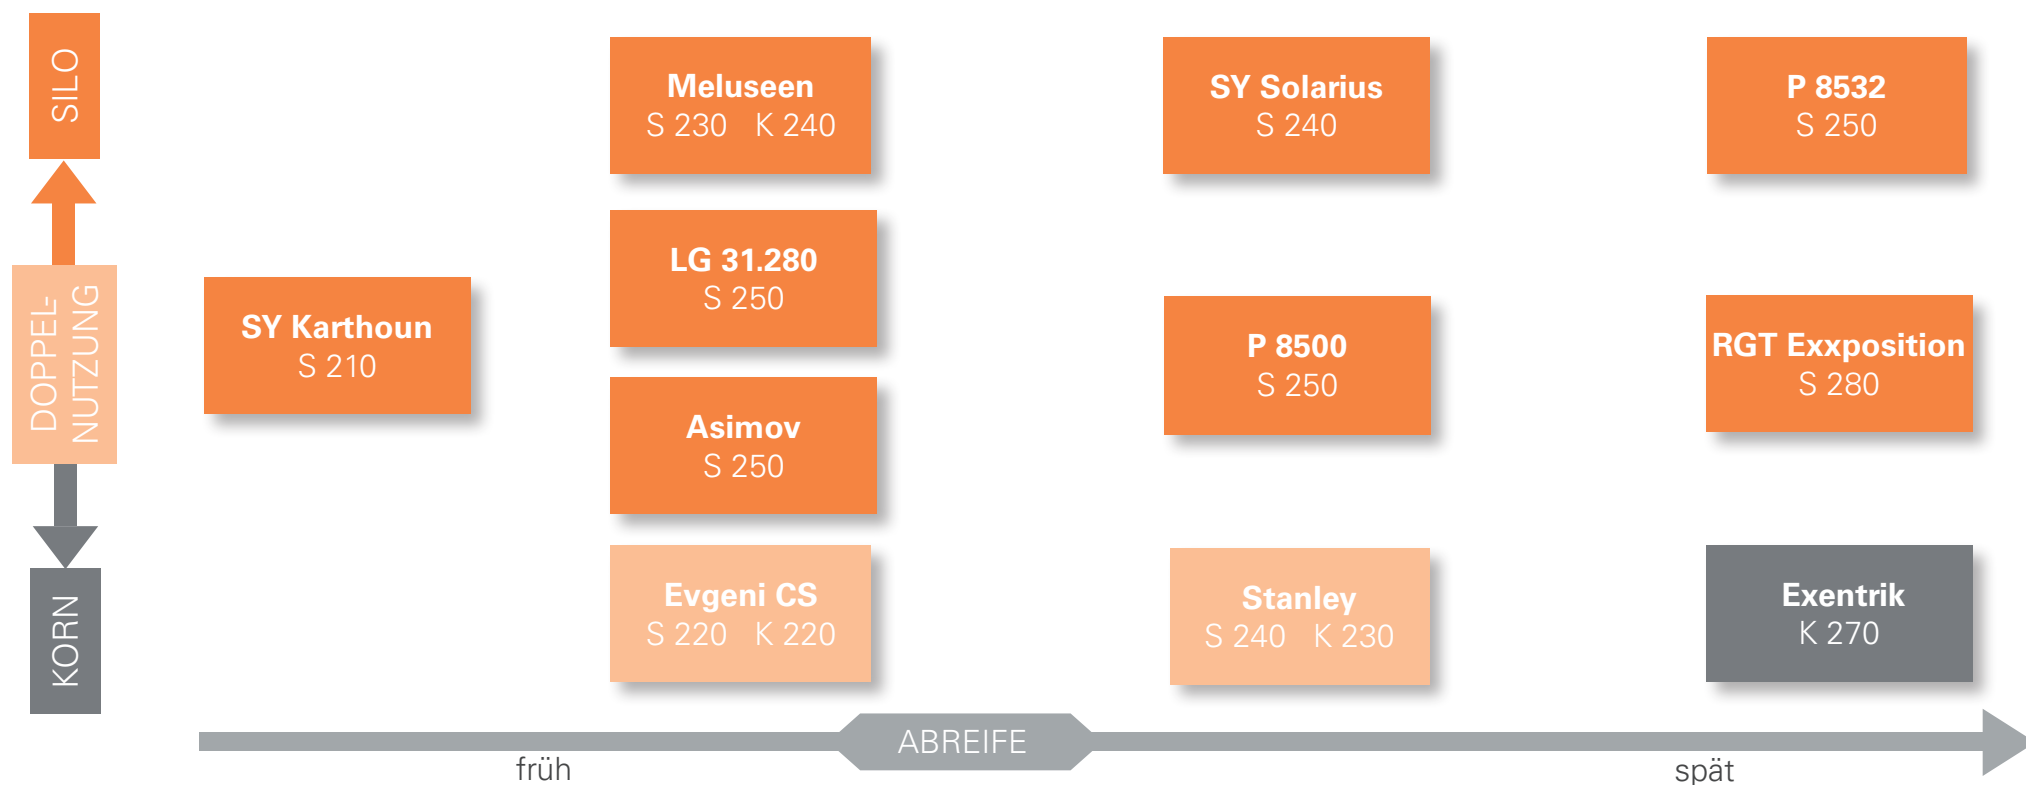 SILO
DOPPEL-
NUTZUNG
KORN
SY Karthoun
S 210
Meluseen
S 230 K 240
LG 31.280
S 250
Asimov
S 250
Evgeni CS
S 220 K 220
SY Solarius
S 240
P 8500
S 250
Stanley
S 240 K 230
P 8532
S 250
RGT Exxposition
S 280
Exentrik
K 270
ABREIFE
früh
spät